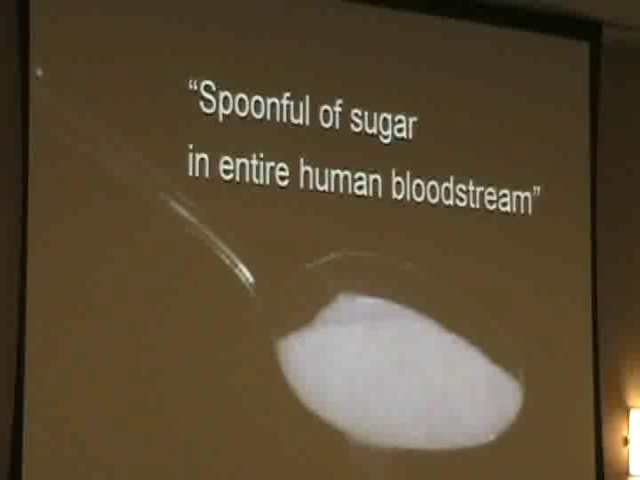 “Spoonful of sugar
in entire human bloodstream”